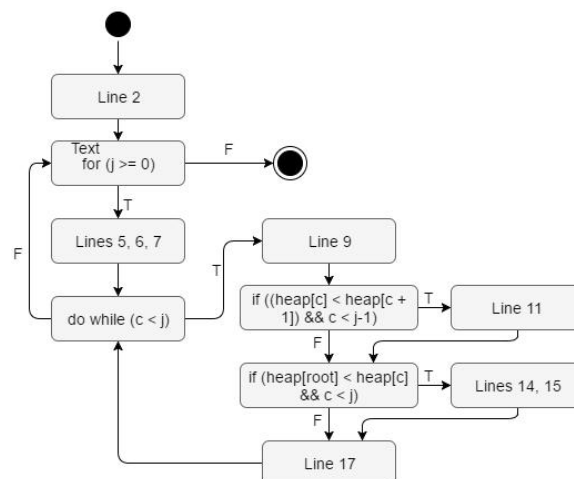 Line 2
Text
for (j >= 0)
F
T
Lines 5, 6, 7
F
T
Line 9
do while (c < j)
if ((heap[c] < heap[c +
1]) && c < j-1)
T
Line 11
F
if (heap[root] < heap[c]
&& c < j)
T
Lines 14, 15
F
Line 17